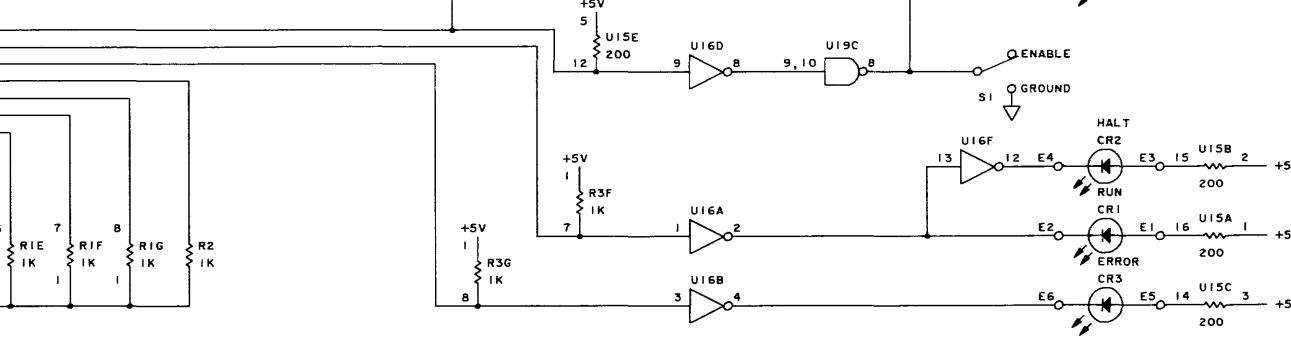 +5V
5
U15E
200
12
9
U16D
8
9,10
U19C
8
ENABLE
S1
GROUND
HALT
CR2
U16F
13
12
E4
E3
15
U15B
2
+5
200
RUN
+5V
1
R3F
1K
7
1
U16A
2
E2
CR1
E1
16
U15A
1
+5
200
ERROR
+5V
1
R3G
1K
8
3
U16B
4
E6
CR3
E5
14
U15C
3
+5
200
R1E
1K
7
R1F
1K
1
8
R1G
1K
1
R2
1K